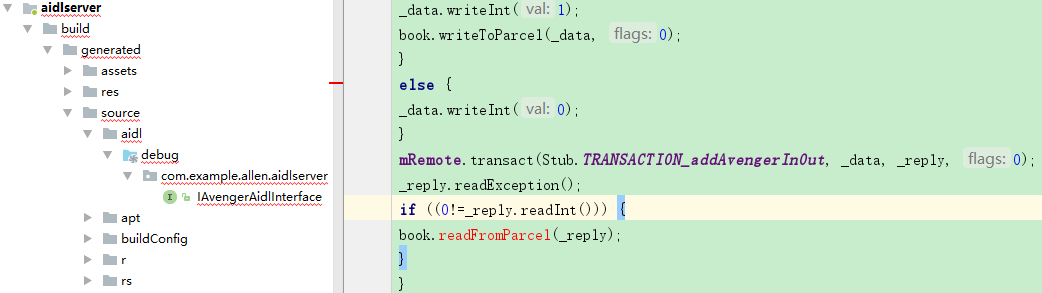 aidlserver
build
generated
assets
res
source
aidl
debug
com.example.allen.aidlserver
IAvengerAidlInterface
apt
buildConfig
r
rs
_data.writeInt( val: 1);
book.writeToParcel(_data, flags: 0);
}
else {
_data.writeInt( val: 0);
}
mRemote.transact(Stub.TRANSACTION_addAvengerInOut, _data, _reply, flags: 0);
_reply.readException();
if ((0!=_reply.readInt())) {
book.readFromParcel(_reply);
}
}